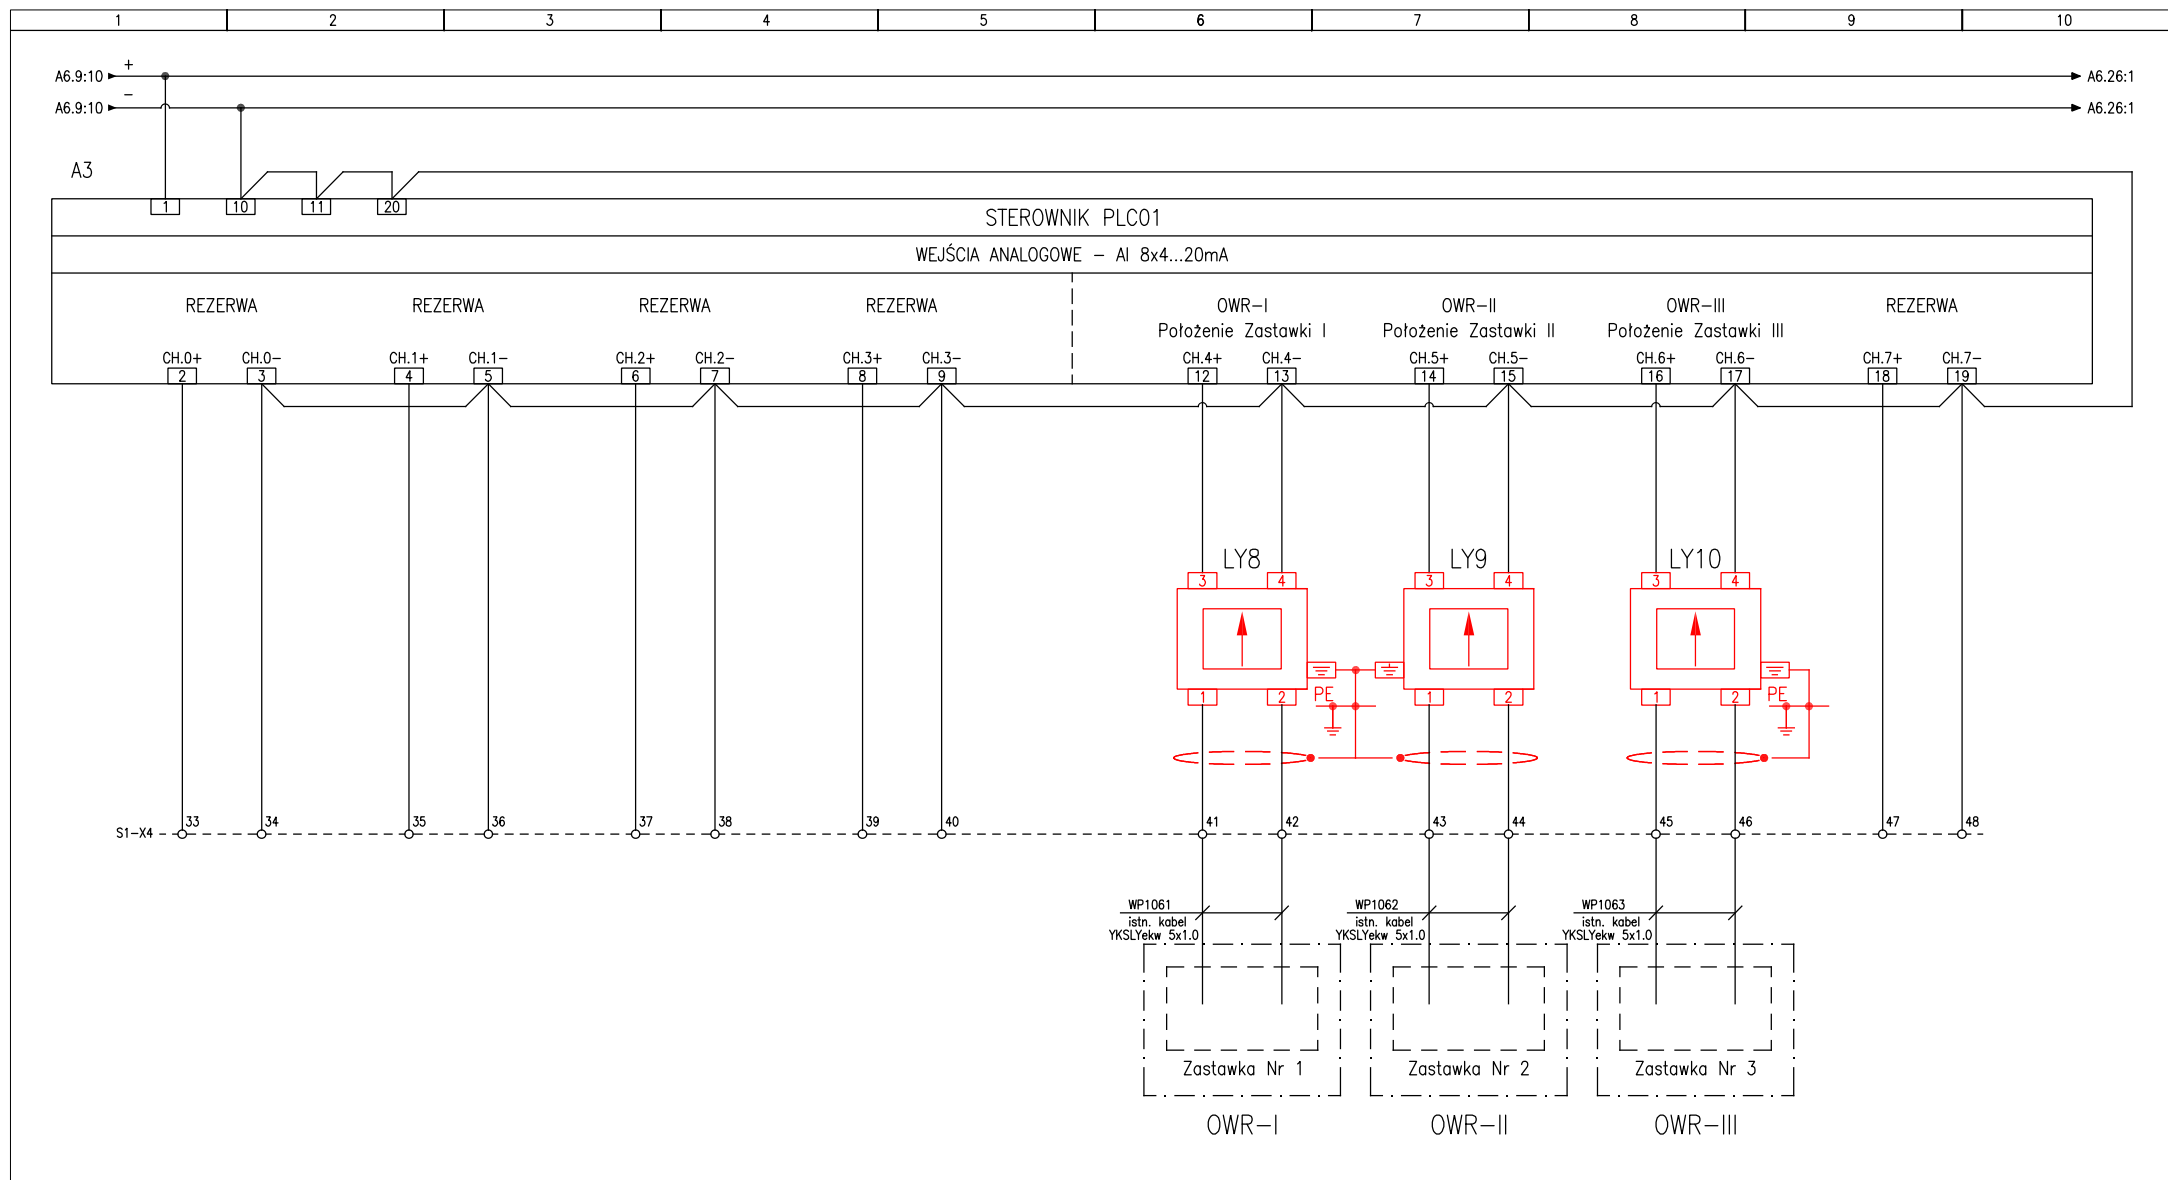 1 2 3 4 5 6 7 8 9 10
A6.9:10 + A6.26:1
A6.9:10 − A6.26:1
A3
1 10 11 20
STEROWNIK PLC01
WEJŚCIA ANALOGOWE − AI 8x4...20mA
REZERWA REZERWA REZERWA REZERWA OWR−I OWR−II OWR−III REZERWA
Położenie Zastawki I Położenie Zastawki II Położenie Zastawki III
CH.0+ CH.0− CH.1+ CH.1− CH.2+ CH.2− CH.3+ CH.3− CH.4+ CH.4− CH.5+ CH.5− CH.6+ CH.6− CH.7+ CH.7−
2 3 4 5 6 7 8 9 12 13 14 15 16 17 18 19
LY8 LY9 LY10
3 4 3 4 3 4
1 2 PE 1 2 1 2 PE
S1−X4 33 34 35 36 37 38 39 40 41 42 43 44 45 46 47 48
WP1061 WP1062 WP1063
istn. kabel istn. kabel istn. kabel
YKSLYekw 5x1.0 YKSLYekw 5x1.0 YKSLYekw 5x1.0
Zastawka Nr 1 Zastawka Nr 2 Zastawka Nr 3
OWR−I OWR−II OWR−III